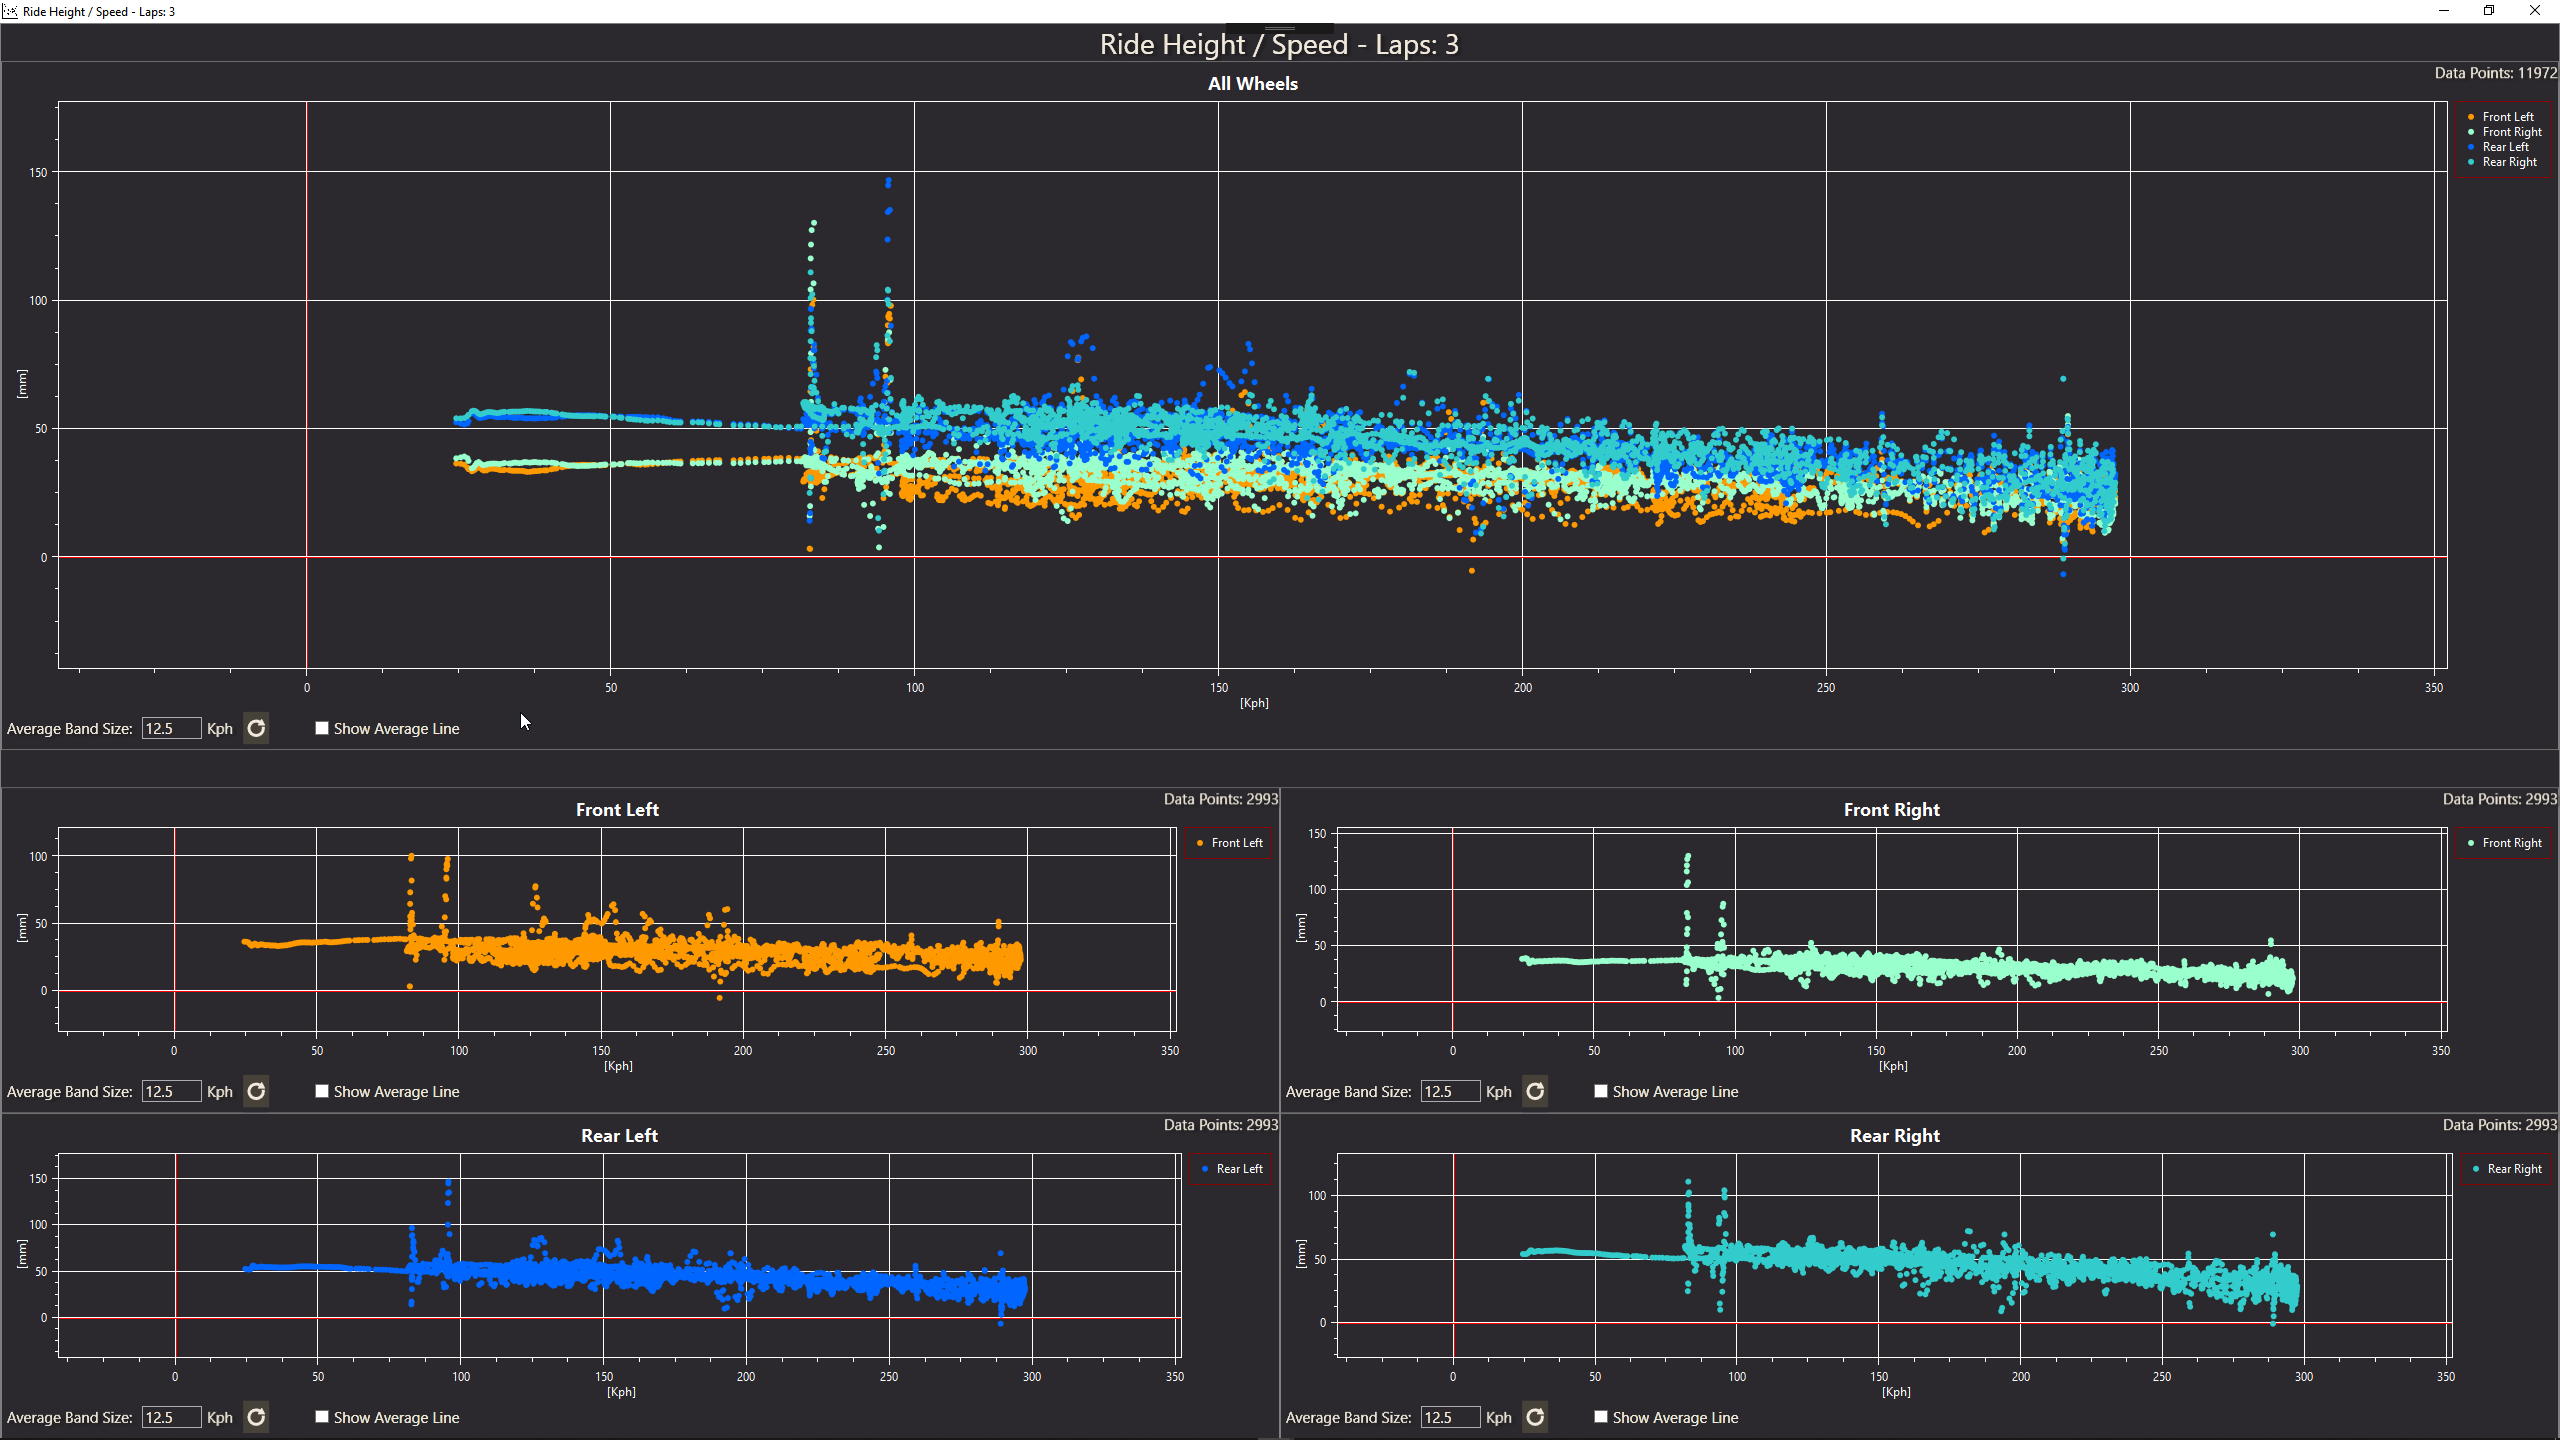 Ride Height / Speed - Laps: 3
Ride Height / Speed - Laps: 3
All Wheels
Data Points: 11972
Front Left
Front Right
Rear Left
Rear Right
150
100
50
0
[mm]
0 50 100 150 200 250 300 350
[Kph]
Average Band Size: 12.5 Kph Show Average Line
Front Left
Data Points: 2993
Front Left
100
50
0
[mm]
0 50 100 150 200 250 300 350
[Kph]
Average Band Size: 12.5 Kph Show Average Line
Front Right
Data Points: 2993
Front Right
150
100
50
0
[mm]
0 50 100 150 200 250 300 350
[Kph]
Average Band Size: 12.5 Kph Show Average Line
Rear Left
Data Points: 2993
Rear Left
150
100
50
0
[mm]
0 50 100 150 200 250 300 350
[Kph]
Average Band Size: 12.5 Kph Show Average Line
Rear Right
Data Points: 2993
Rear Right
100
50
0
[mm]
0 50 100 150 200 250 300 350
[Kph]
Average Band Size: 12.5 Kph Show Average Line